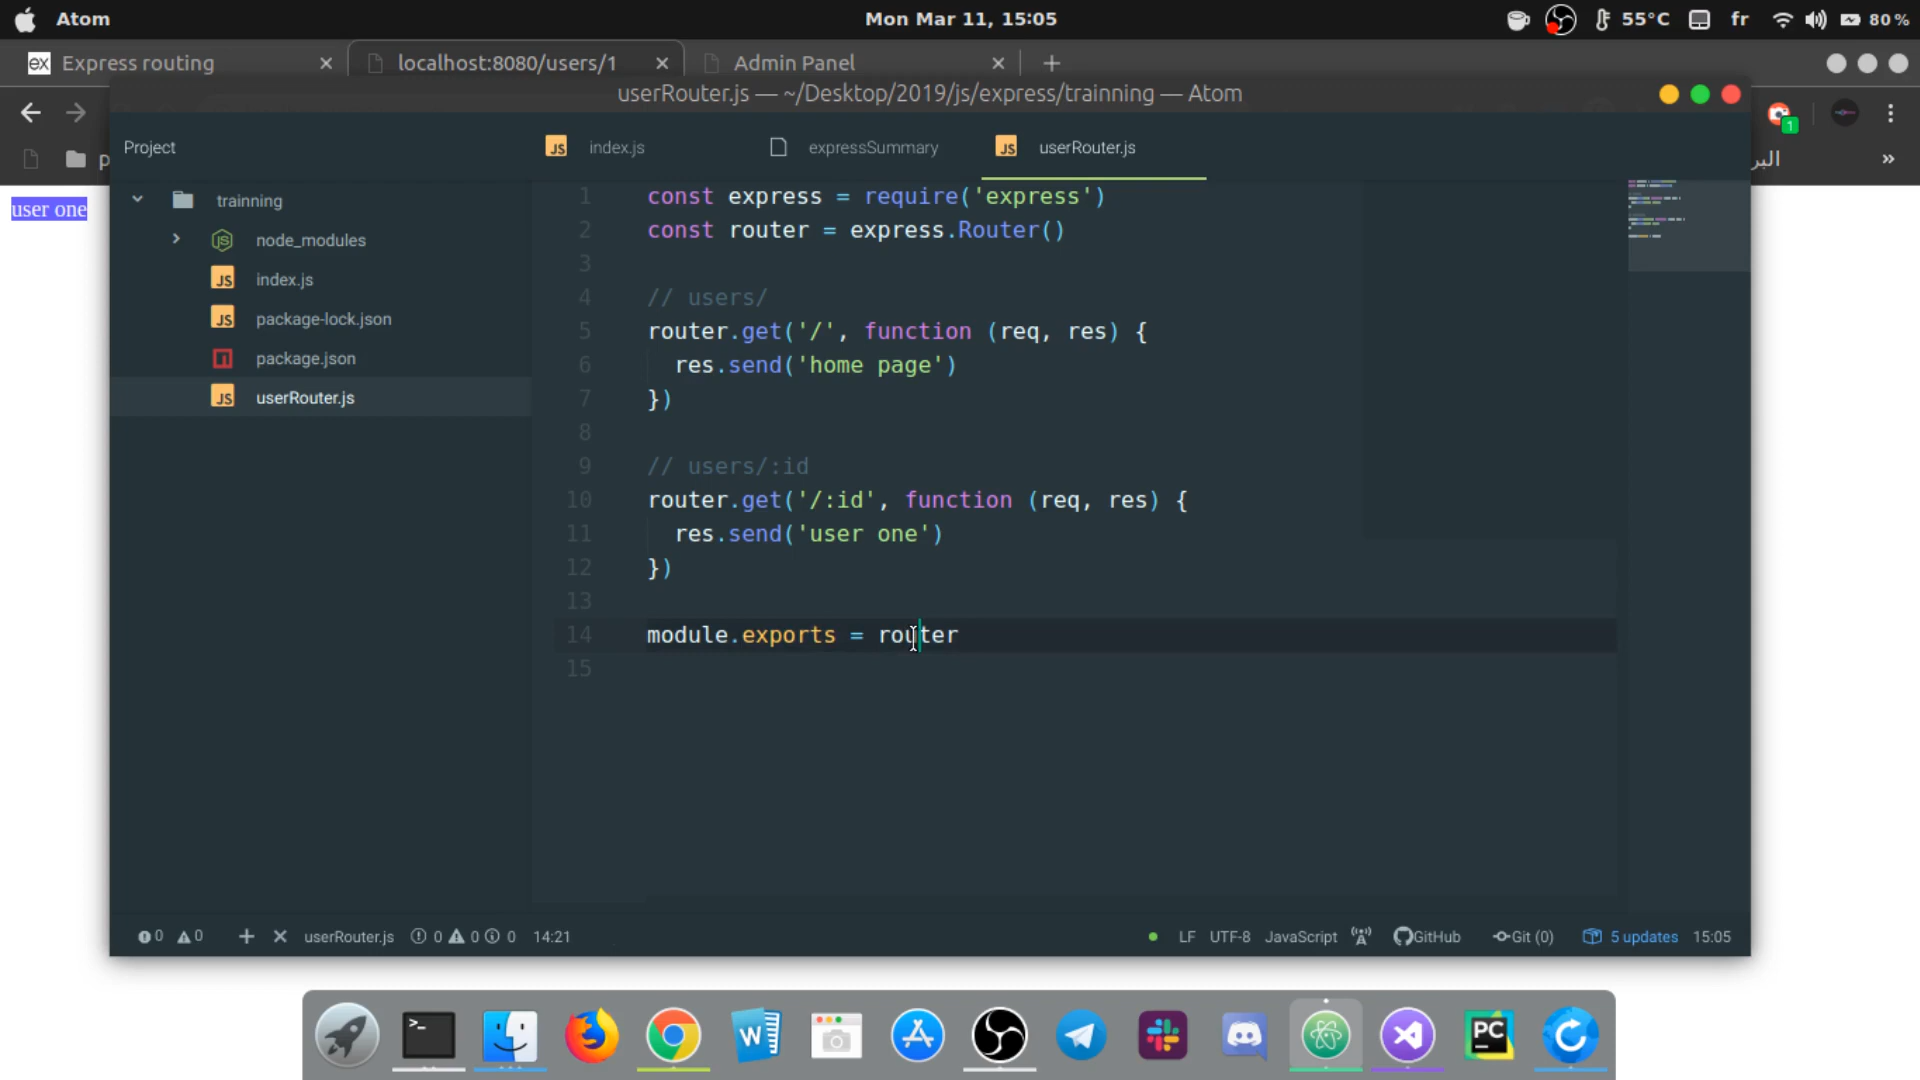 Atom
Mon Mar 11, 15:05
55°C
fr
80%
ex Express routing
localhost:8080/users/1
Admin Panel
userRouter.js — ~/Desktop/2019/js/express/trainning — Atom
1
p
البر
user one
Project
index.js
expressSummary
userRouter.js
trainning
node_modules
index.js
package-lock.json
package.json
userRouter.js
1 const express = require('express')
2 const router = express.Router()
3
4 // users/
5 router.get('/', function (req, res) {
6 res.send('home page')
7 })
8
9 // users/:id
10 router.get('/:id', function (req, res) {
11 res.send('user one')
12 })
13
14 module.exports = router
15
0 0 + × userRouter.js 0 0 0 14:21
LF UTF-8 JavaScript GitHub Git (0) 5 updates 15:05
W
PC